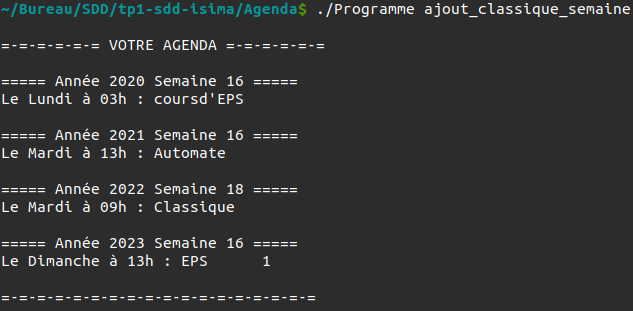 ~/Bureau/SDD/tp1-sdd-isima/Agenda$ ./Programme ajout_classique_semaine
=-=-=-=-=-= VOTRE AGENDA =-=-=-=-=-=
===== Année 2020 Semaine 16 =====
Le Lundi à 03h : coursd'EPS
===== Année 2021 Semaine 16 =====
Le Mardi à 13h : Automate
===== Année 2022 Semaine 18 =====
Le Mardi à 09h : Classique
===== Année 2023 Semaine 16 =====
Le Dimanche à 13h : EPS      1
=-=-=-=-=-=-=-=-=-=-=-=-=-=-=-=-=-=